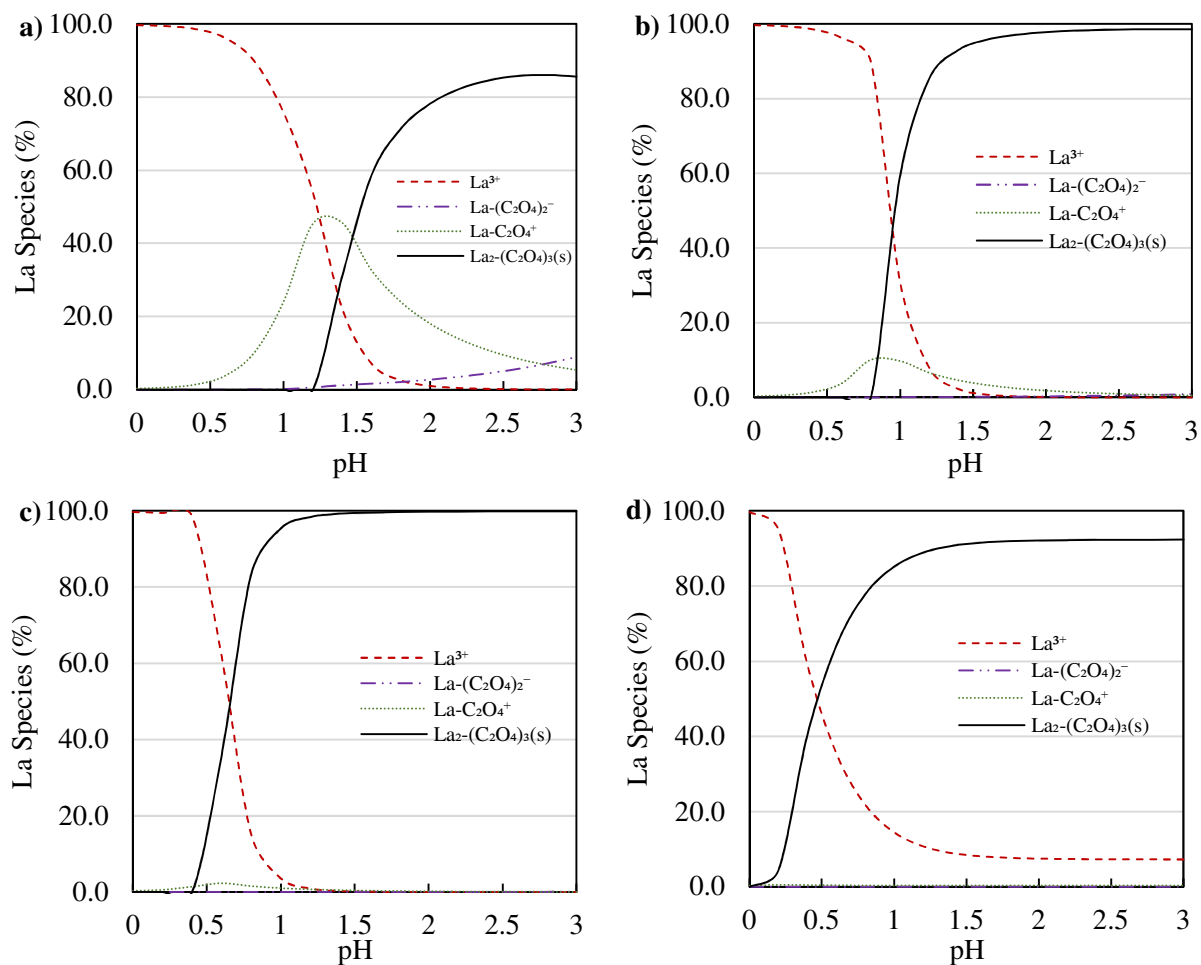 a)
100.0
80.0
60.0
40.0
20.0
0.0
La Species (%)
La³⁺
La-(C₂O₄)₂⁻
La-C₂O₄⁺
La₂-(C₂O₄)₃(s)
0 0.5 1 1.5 2 2.5 3
pH
b)
100.0
80.0
60.0
40.0
20.0
0.0
La Species (%)
La³⁺
La-(C₂O₄)₂⁻
La-C₂O₄⁺
La₂-(C₂O₄)₃(s)
0 0.5 1 1.5 2 2.5 3
pH
c)
100.0
80.0
60.0
40.0
20.0
0.0
La Species (%)
La³⁺
La-(C₂O₄)₂⁻
La-C₂O₄⁺
La₂-(C₂O₄)₃(s)
0 0.5 1 1.5 2 2.5 3
pH
d)
100.0
80.0
60.0
40.0
20.0
0.0
La Species (%)
La³⁺
La-(C₂O₄)₂⁻
La-C₂O₄⁺
La₂-(C₂O₄)₃(s)
0 0.5 1 1.5 2 2.5 3
pH